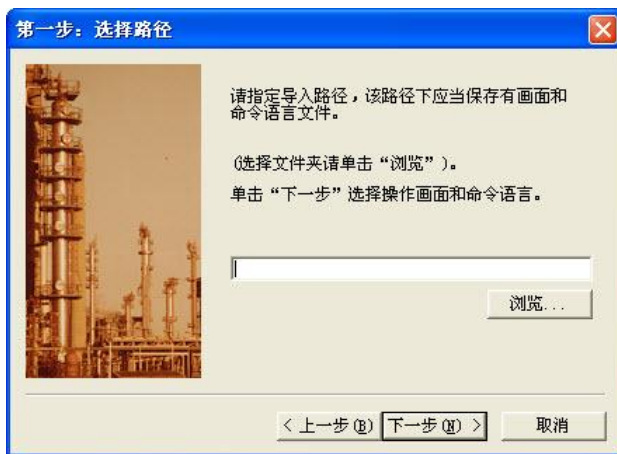 第一步：选择路径
请指定导入路径，该路径下应当保存有画面和
命令语言文件。
(选择文件夹请单击“浏览”)。
单击“下一步”选择操作画面和命令语言。
浏览...
< 上一步(B)
下一步(N) >
取消